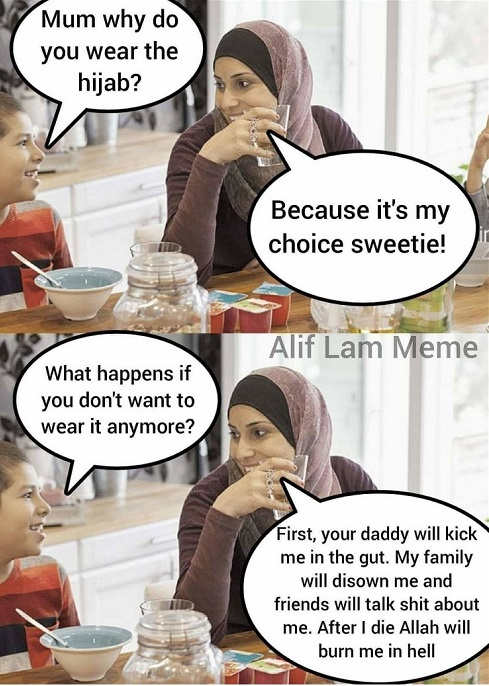 Mum why do
you wear the
hijab?
Because it's my
choice sweetie!
Alif Lam Meme
What happens if
you don't want to
wear it anymore?
First, your daddy will kick
me in the gut. My family
will disown me and
friends will talk shit about
me. After I die Allah will
burn me in hell